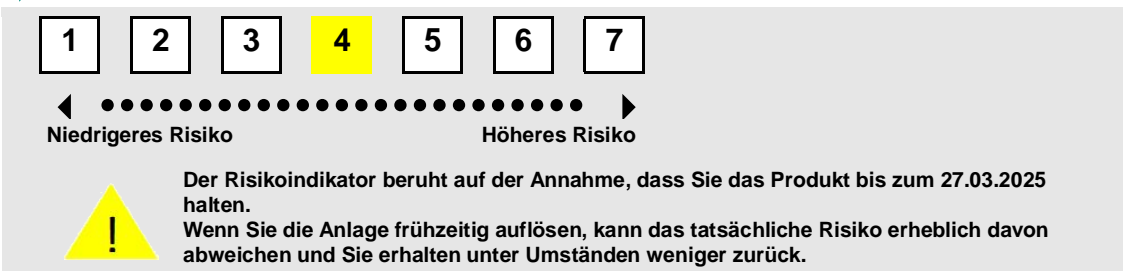 1 2 3 4 5 6 7
Niedrigeres Risiko Höheres Risiko
Der Risikoindikator beruht auf der Annahme, dass Sie das Produkt bis zum 27.03.2025
halten.
! Wenn Sie die Anlage frühzeitig auflösen, kann das tatsächliche Risiko erheblich davon
abweichen und Sie erhalten unter Umständen weniger zurück.